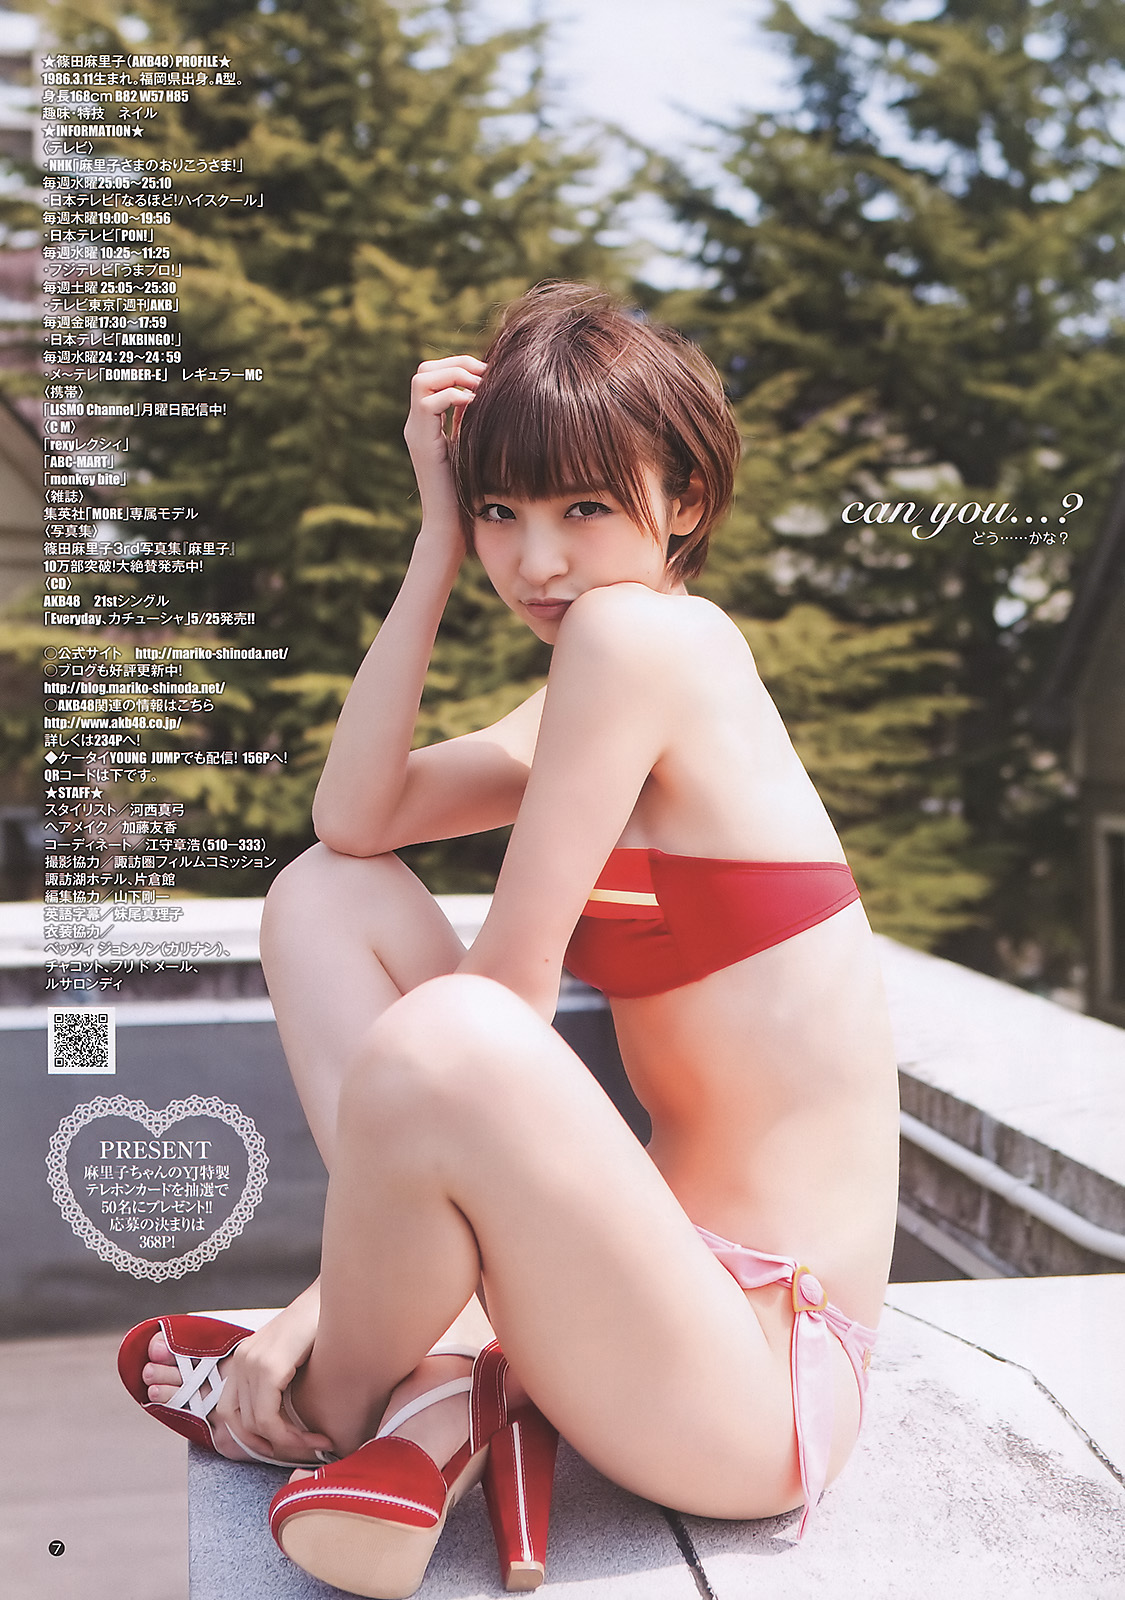 ★篠田麻里子(AKB48)PROFILE★
1986.3.11生まれ。福岡県出身。A型。
身長168cm B82 W57 H85
趣味・特技　ネイル
★INFORMATION★
〈テレビ〉
・NHK「麻里子さまのおりこうさま!」
毎週水曜25:05〜25:10
・日本テレビ「なるほど!ハイスクール」
毎週木曜19:00〜19:56
・日本テレビ「PON!」
毎週水曜 10:25〜11:25
・フジテレビ「うまプロ!」
毎週土曜 25:05〜25:30
・テレビ東京「週刊AKB」
毎週金曜17:30〜17:59
・日本テレビ「AKBINGO!」
毎週水曜24:29〜24:59
・メ〜テレ「BOMBER-E」　レギュラーMC
〈携帯〉
「LISMO Channel」月曜日配信中!
〈CM〉
「rexyレクシィ」
「ABC-MART」
「monkey bite」
〈雑誌〉
集英社「MORE」専属モデル
〈写真集〉
篠田麻里子3rd写真集『麻里子』
10万部突破!大絶賛発売中!
〈CD〉
AKB48　21stシングル
「Everyday、カチューシャ」5/25発売!!
○公式サイト　http://mariko-shinoda.net/
○ブログも好評更新中!
http://blog.mariko-shinoda.net/
○AKB48関連の情報はこちら
http://www.akb48.co.jp/
詳しくは234Pへ!
◆ケータイYOUNG JUMPでも配信! 156Pへ!
QRコードは下です。
★STAFF★
スタイリスト／河西真弓
ヘアメイク／加藤友香
コーディネート／江守章浩(510-333)
撮影協力／諏訪圏フィルムコミッション
諏訪湖ホテル、片倉館
編集協力／山下剛一
英語字幕／妹尾真理子
衣装協力／
ベッツィ ジョンソン(カリナン)、
チャコット、フリド メール、
ルサロンディ
PRESENT
麻里子ちゃんのYJ特製
テレホンカードを抽選で
50名にプレゼント!!
応募の決まりは
368P!
can you...?
どう……かな？
7